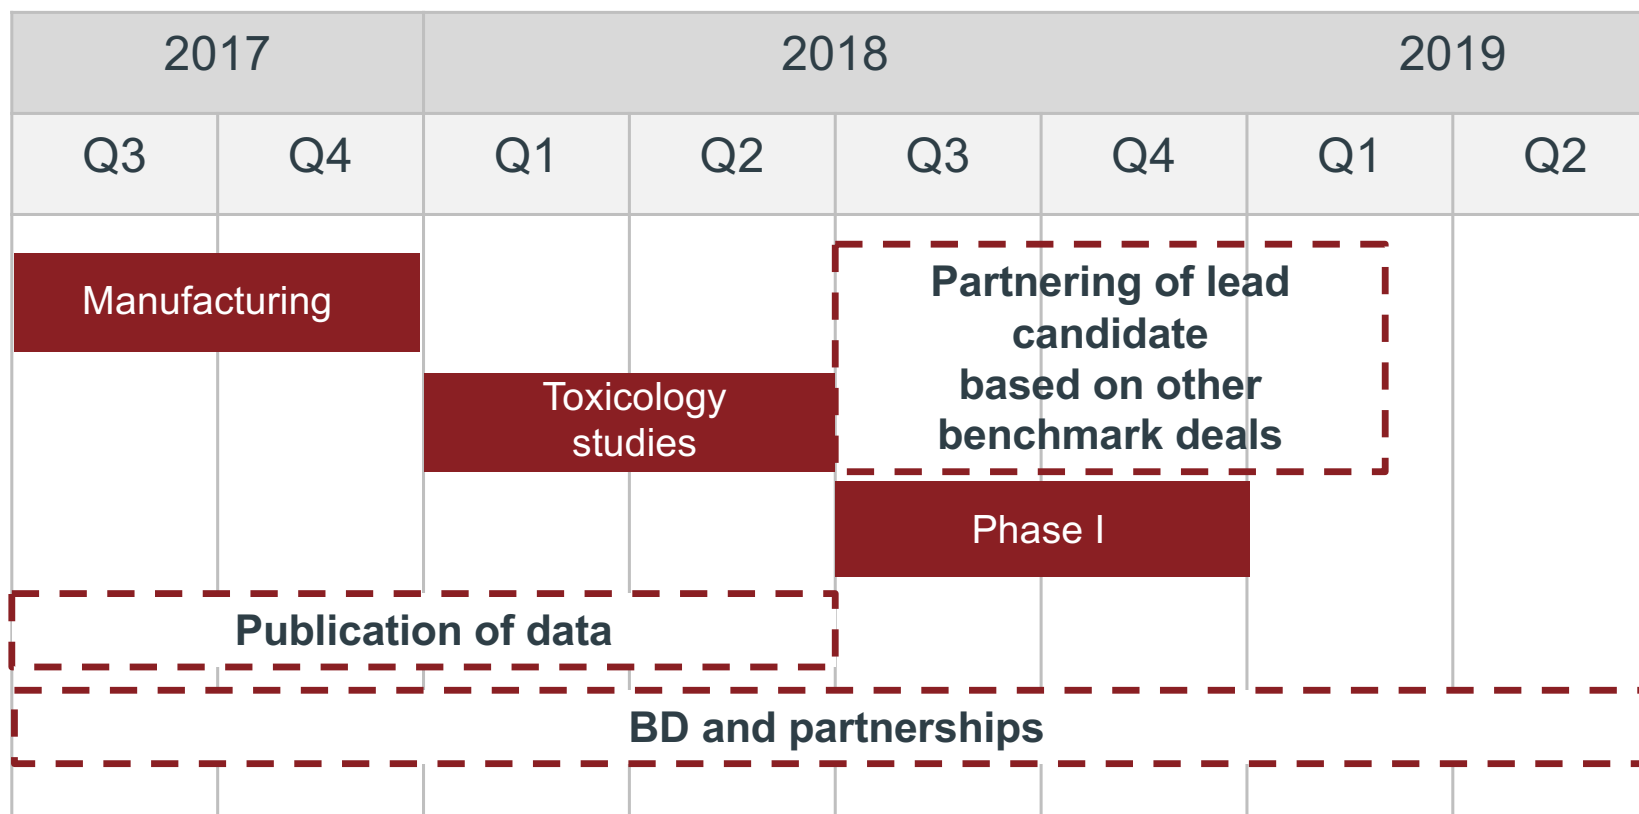 2017 2018 2019
Q3 Q4 Q1 Q2 Q3 Q4 Q1 Q2
Manufacturing
Partnering of lead
candidate
based on other
benchmark deals
Toxicology
studies
Phase I
Publication of data
BD and partnerships